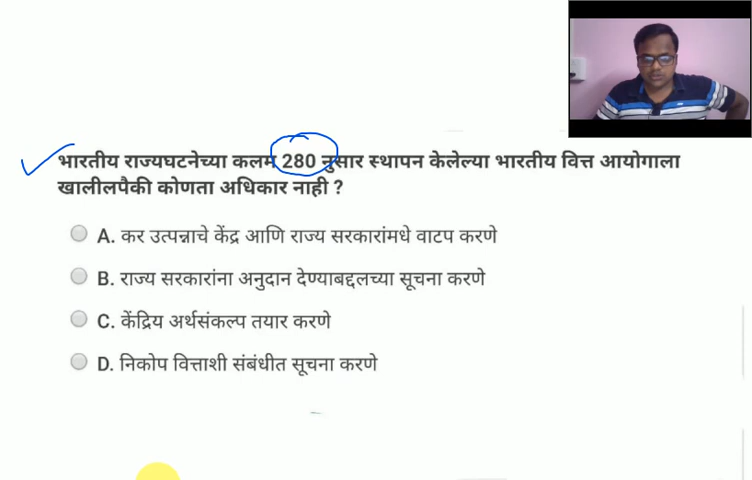 भारतीय राज्यघटनेच्या कलम 280 नुसार स्थापन केलेल्या भारतीय वित्त आयोगाला
खालीलपैकी कोणता अधिकार नाही ?
A. कर उत्पन्नाचे केंद्र आणि राज्य सरकारांमधे वाटप करणे
B. राज्य सरकारांना अनुदान देण्याबद्दलच्या सूचना करणे
C. केंद्रिय अर्थसंकल्प तयार करणे
D. निकोप वित्ताशी संबंधीत सूचना करणे